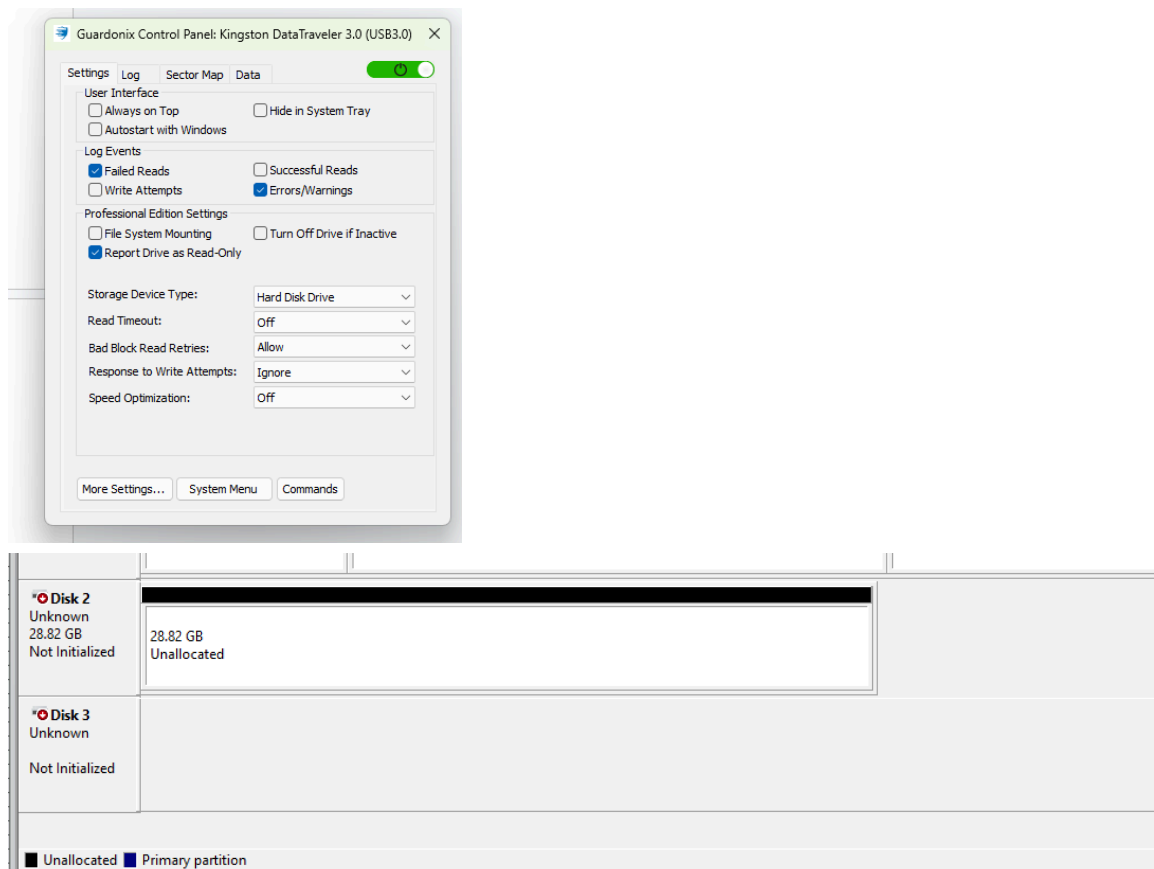 Guardonix Control Panel: Kingston DataTraveler 3.0 (USB3.0)
Settings Log Sector Map Data
User Interface
Always on Top Hide in System Tray
Autostart with Windows
Log Events
Failed Reads Successful Reads
Write Attempts Errors/Warnings
Professional Edition Settings
File System Mounting Turn Off Drive if Inactive
Report Drive as Read-Only
Storage Device Type: Hard Disk Drive
Read Timeout: Off
Bad Block Read Retries: Allow
Response to Write Attempts: Ignore
Speed Optimization: Off
More Settings... System Menu Commands
Disk 2
Unknown
28.82 GB
Not Initialized
28.82 GB
Unallocated
Disk 3
Unknown
Not Initialized
Unallocated Primary partition